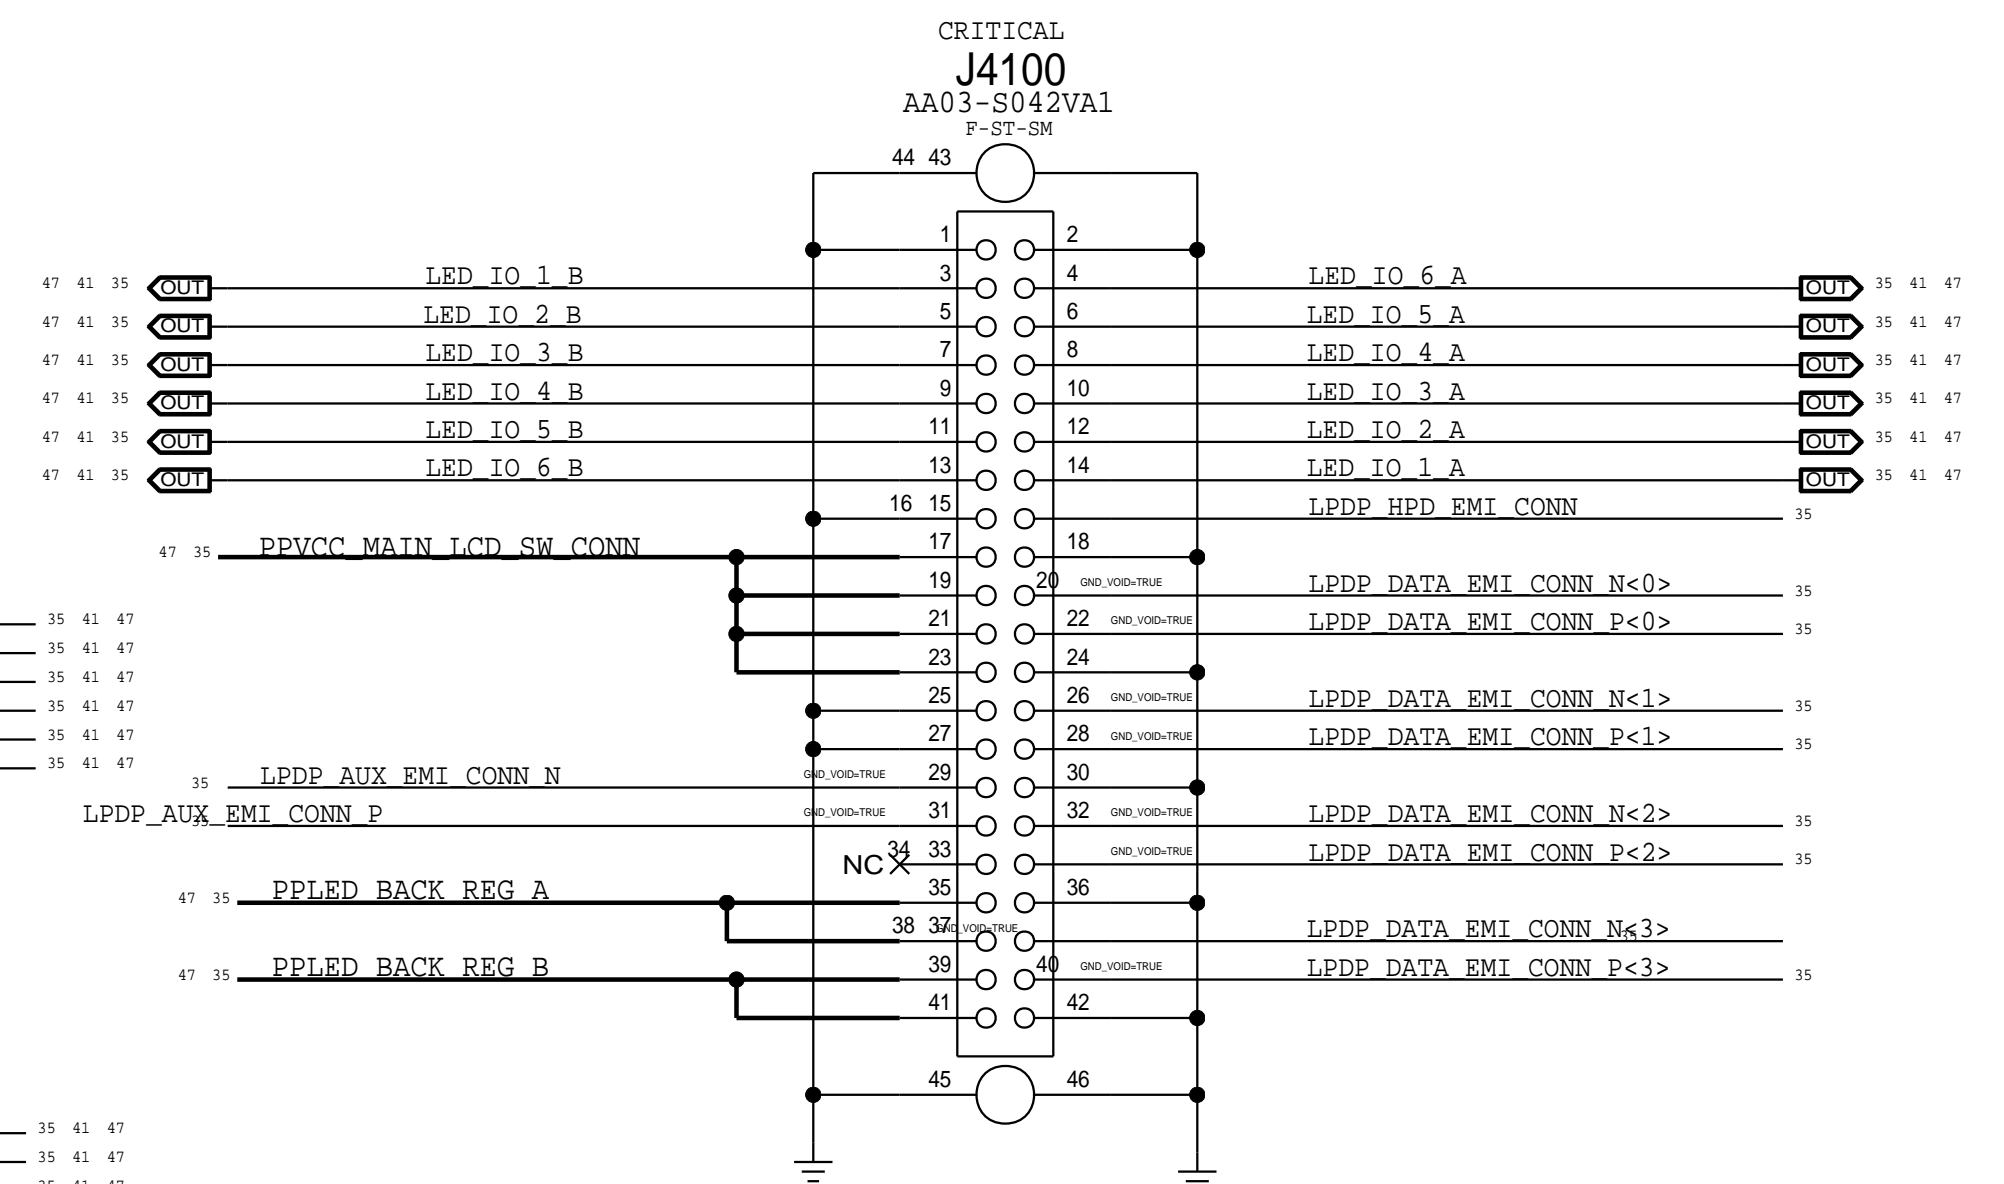 CRITICAL
J4100
AA03-S042VA1
F-ST-SM
44 43
1 2
47 41 35 OUT LED_IO_1_B 3 4 LED_IO_6_A OUT 35 41 47
47 41 35 OUT LED_IO_2_B 5 6 LED_IO_5_A OUT 35 41 47
47 41 35 OUT LED_IO_3_B 7 8 LED_IO_4_A OUT 35 41 47
47 41 35 OUT LED_IO_4_B 9 10 LED_IO_3_A OUT 35 41 47
47 41 35 OUT LED_IO_5_B 11 12 LED_IO_2_A OUT 35 41 47
47 41 35 OUT LED_IO_6_B 13 14 LED_IO_1_A OUT 35 41 47
16 15 LPDP_HPD_EMI_CONN 35
47 35 PPVCC_MAIN_LCD_SW_CONN 17 18
19 20 GND_VOID=TRUE LPDP_DATA_EMI_CONN_N<0> 35
35 41 47 21 22 GND_VOID=TRUE LPDP_DATA_EMI_CONN_P<0> 35
35 41 47
35 41 47 23 24
35 41 47 25 26 GND_VOID=TRUE LPDP_DATA_EMI_CONN_N<1> 35
35 41 47 27 28 GND_VOID=TRUE LPDP_DATA_EMI_CONN_P<1> 35
35 41 47
35 LPDP_AUX_EMI_CONN_N GND_VOID=TRUE 29 30
35 LPDP_AUX_EMI_CONN_P GND_VOID=TRUE 31 32 GND_VOID=TRUE LPDP_DATA_EMI_CONN_N<2> 35
NC 34 33 GND_VOID=TRUE LPDP_DATA_EMI_CONN_P<2> 35
47 35 PPLED_BACK_REG_A 35 36
38 37 GND_VOID=TRUE LPDP_DATA_EMI_CONN_N<3> 35
47 35 PPLED_BACK_REG_B 39 40 GND_VOID=TRUE LPDP_DATA_EMI_CONN_P<3> 35
41 42
45 46
35 41 47
35 41 47
35 41 47